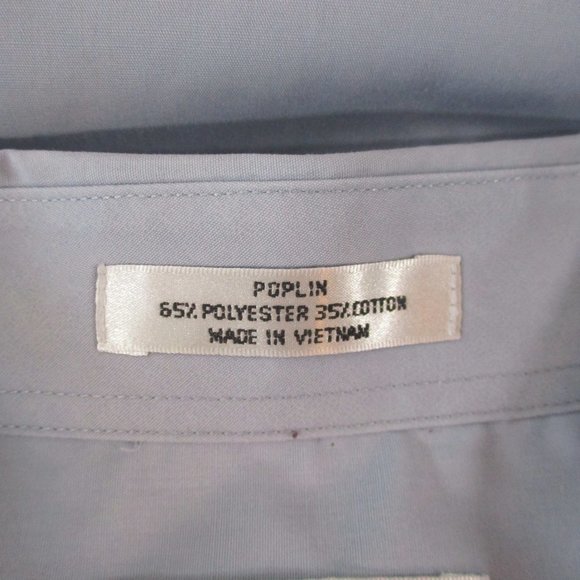 POPLIN
65% POLYESTER 35% COTTON
MADE IN VIETNAM